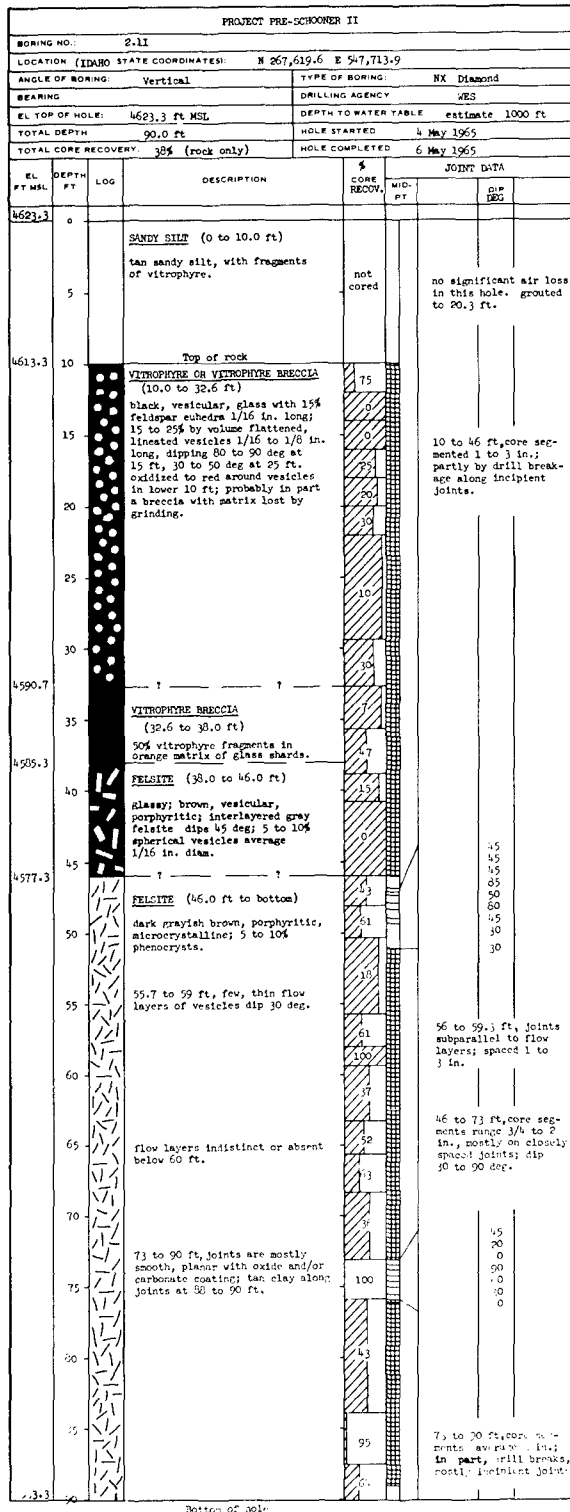 PROJECT PRE-SCHOONER II
BORING NO.: 2.1I
LOCATION (IDAHO STATE COORDINATES): N 267,619.6 E 547,713.9
ANGLE OF BORING: Vertical TYPE OF BORING: NX Diamond
BEARING DRILLING AGENCY WES
EL TOP OF HOLE: 4623.3 ft MSL DEPTH TO WATER TABLE estimate 1000 ft
TOTAL DEPTH 90.0 ft HOLE STARTED 4 May 1965
TOTAL CORE RECOVERY: 38% (rock only) HOLE COMPLETED 6 May 1965
EL FT MSL DEPTH FT LOG DESCRIPTION % CORE RECOV. JOINT DATA
MID-PT DIP DEG
4623.3 0
SANDY SILT (0 to 10.0 ft)
tan sandy silt, with fragments
of vitrophyre.
not
cored
5
no significant air loss
in this hole. grouted
to 20.3 ft.
Top of rock
4613.3 10
VITROPHYRE OR VITROPHYRE BRECCIA
(10.0 to 32.6 ft)
75
black, vesicular, glass with 15%
feldspar euhedra 1/16 in. long;
15 to 25% by volume flattened,
lineated vesicles 1/16 to 1/8 in.
long, dipping 80 to 90 deg at
15 ft, 30 to 50 deg at 25 ft.
oxidized to red around vesicles
in lower 10 ft; probably in part
a breccia with matrix lost by
grinding.
0
0
25
20
30
10
30
15
20
25
30
10 to 46 ft, core seg-
mented 1 to 3 in.;
partly by drill break-
age along incipient
joints.
4590.7 ? ?
VITROPHYRE BRECCIA
(32.6 to 38.0 ft)
7
35
50% vitrophyre fragments in
orange matrix of glass shards.
47
4585.3
FELSITE (38.0 to 46.0 ft)
15
40
glassy; brown, vesicular,
porphyritic; interlayered gray
felsite dips 45 deg; 5 to 10%
spherical vesicles average
1/16 in. diam.
0
45
4577.3 ? ?
FELSITE (46.0 ft to bottom)
43
45
45
45
85
50
60
45
30
30
dark grayish brown, porphyritic,
microcrystalline; 5 to 10%
phenocrysts.
61
50
18
55.7 to 59 ft, few, thin flow
layers of vesicles dip 30 deg.
55
61
100
56 to 59.3 ft, joints
subparallel to flow
layers; spaced 1 to
3 in.
60
37
46 to 73 ft, core seg-
ments range 3/4 to 2
in., mostly on closely
spaced joints; dip
30 to 90 deg.
52
65
flow layers indistinct or absent
below 60 ft.
70
45
20
0
90
0
73 to 90 ft, joints are mostly
smooth, planar with oxide and/or
carbonate coating; tan clay along
joints at 88 to 90 ft.
100
75
43
80
95
ft, core
in part, drill breaks,
mostly incipient joints
Bottom of hole